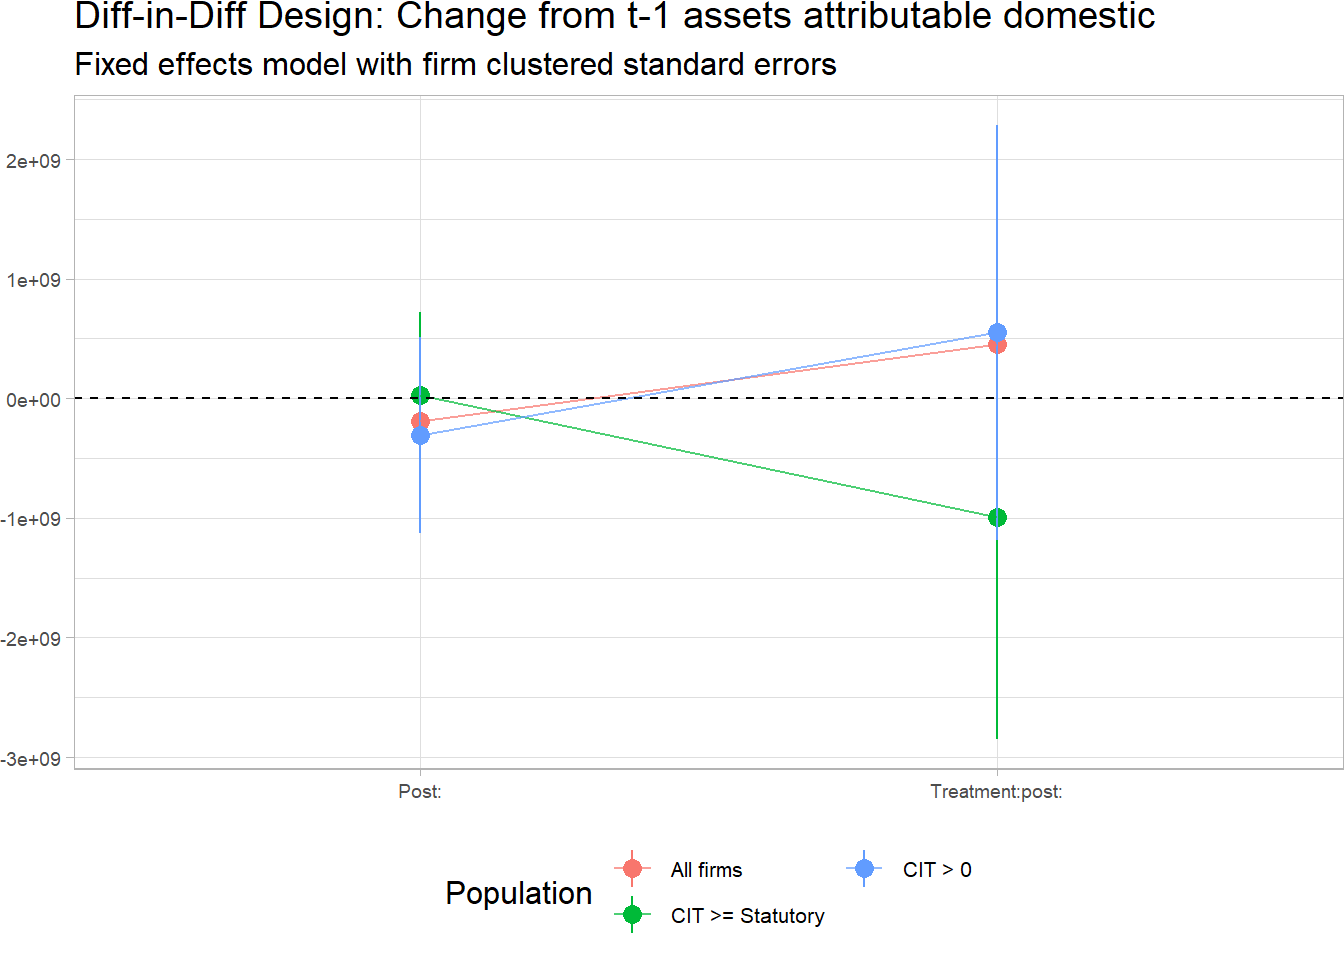 Diff-in-Diff Design: Change from t-1 assets attributable domestic
Fixed effects model with firm clustered standard errors
2e+09
1e+09
0e+00
-1e+09
-2e+09
-3e+09
Post:
Treatment:post:
Population
All firms
CIT >= Statutory
CIT > 0